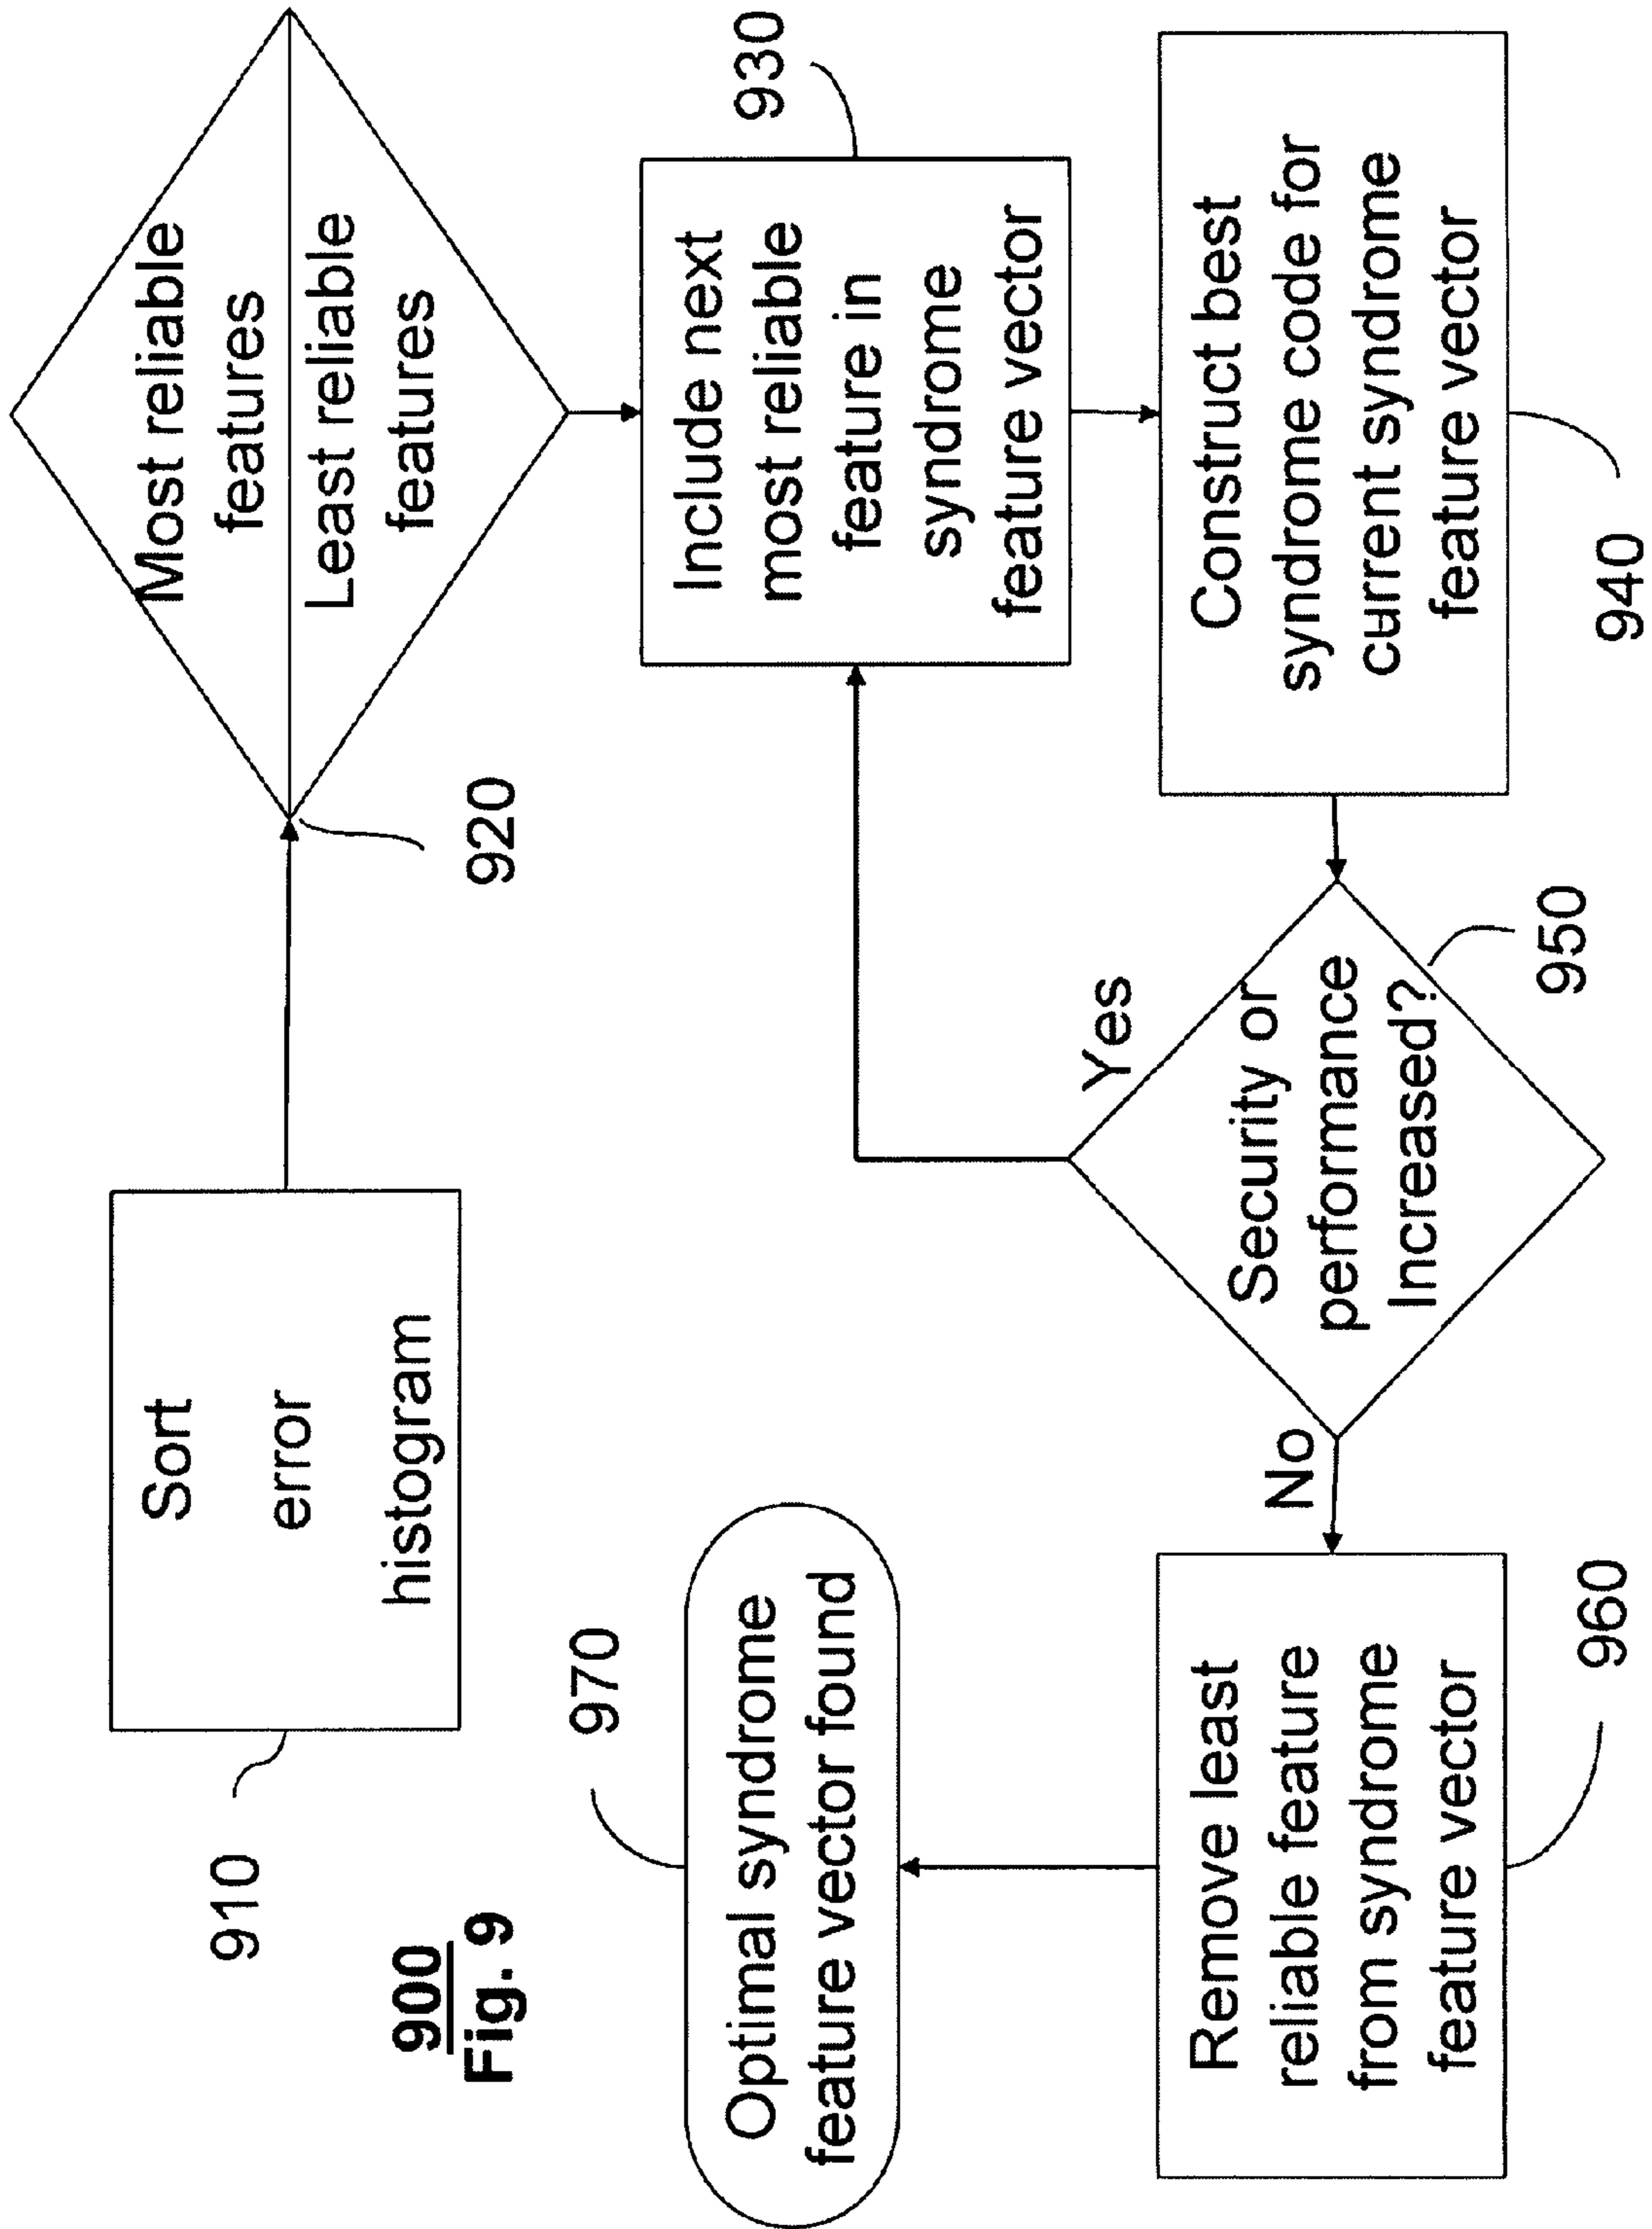 910
Sort
error
histogram
920
Most reliable
features
Least reliable
features
900
Fig. 9
970
Optimal syndrome
feature vector found
Include next
most reliable
feature in
syndrome
feature vector
930
Yes
No
Remove least
reliable feature
from syndrome
feature vector
960
Security or
performance
Increased?
950
Construct best
syndrome code for
current syndrome
feature vector
940